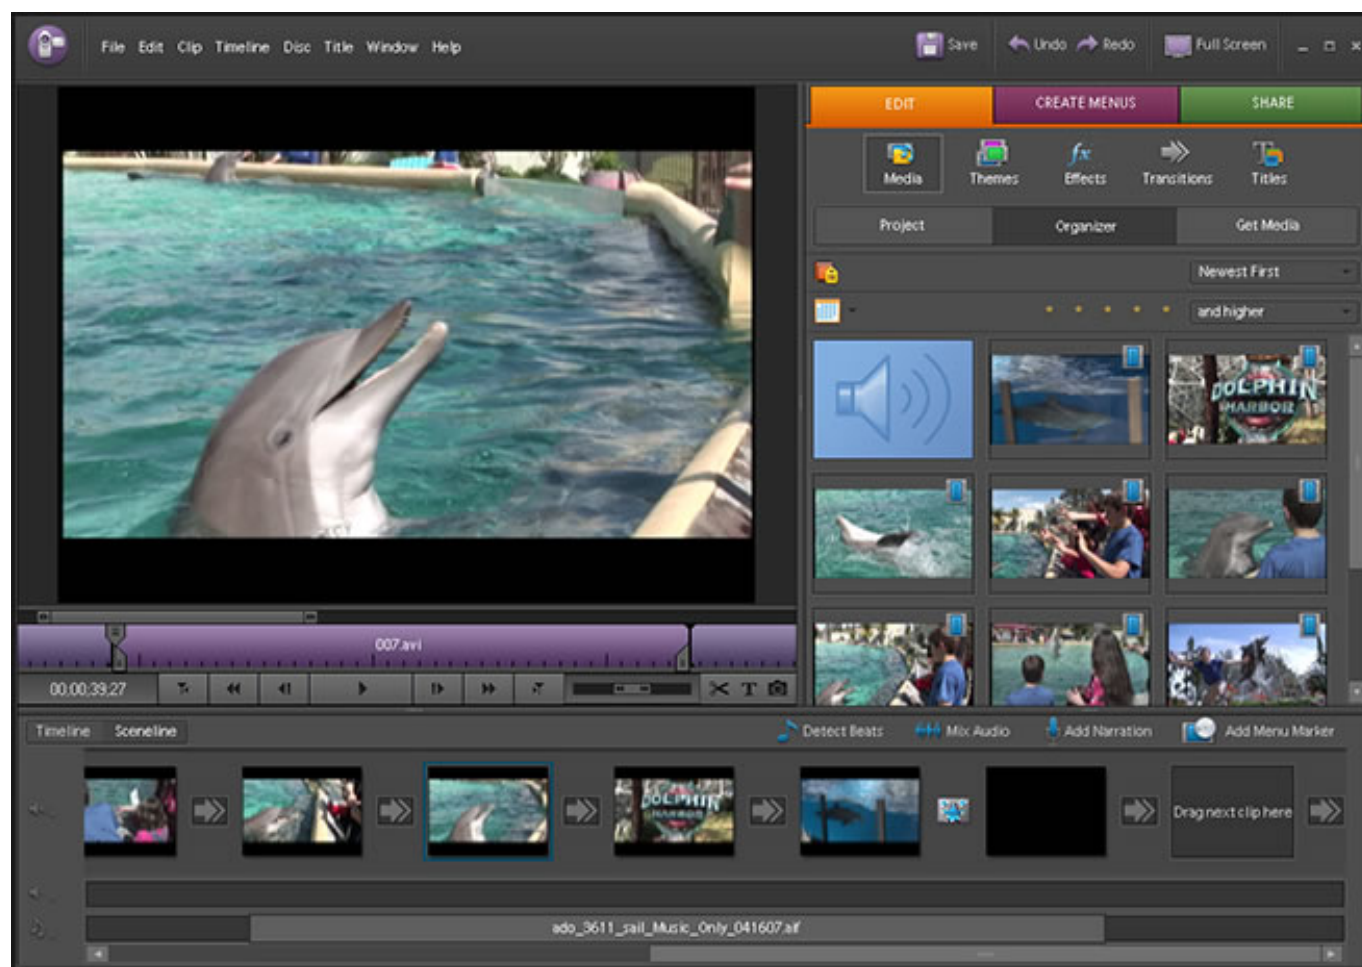 File Edit Clip Timeline Disc Title Window Help
Save Undo Redo Full Screen
EDIT CREATE MENUS SHARE
Media Themes Effects Transitions Titles
Project Organizer Get Media
Newest First
and higher
DOLPHIN
HARBOR
007.avi
00;00;39;27
T
Timeline Sceneline
Detect Beats Mix Audio Add Narration Add Menu Marker
DOLPHIN
HARBOR
Drag next clip here
ado_3611_sail_Music_Only_041607.aif